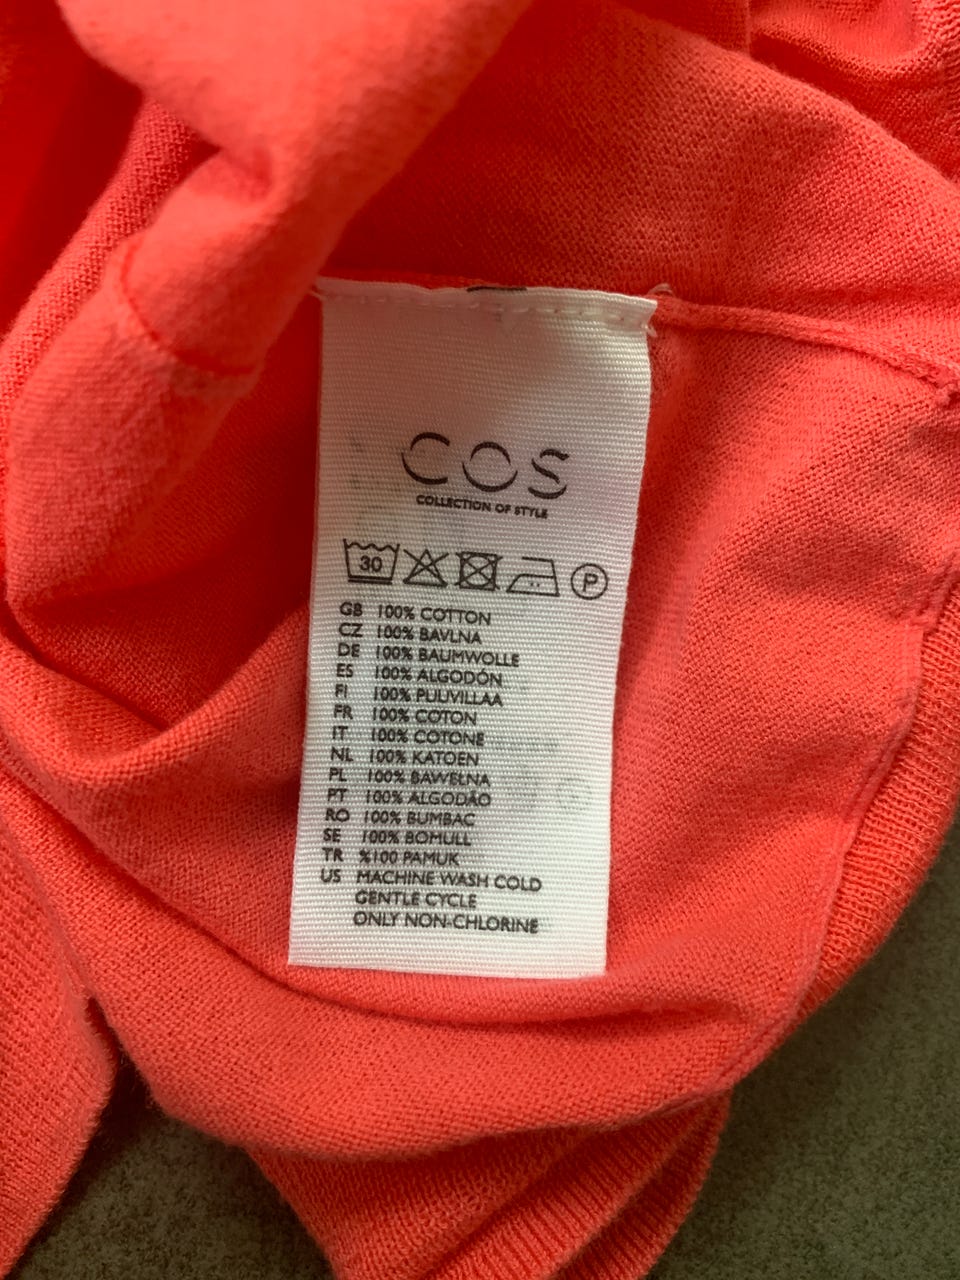 COS
COLLECTION OF STYLE
30 P
GB 100% COTTON
CZ 100% BAVLNA
DE 100% BAUMWOLLE
ES 100% ALGODÓN
FI 100% PUUVILLAA
FR 100% COTON
IT 100% COTONE
NL 100% KATOEN
PL 100% BAWEŁNA
PT 100% ALGODÃO
RO 100% BUMBAC
SE 100% BOMULL
TR %100 PAMUK
US MACHINE WASH COLD
GENTLE CYCLE
ONLY NON-CHLORINE